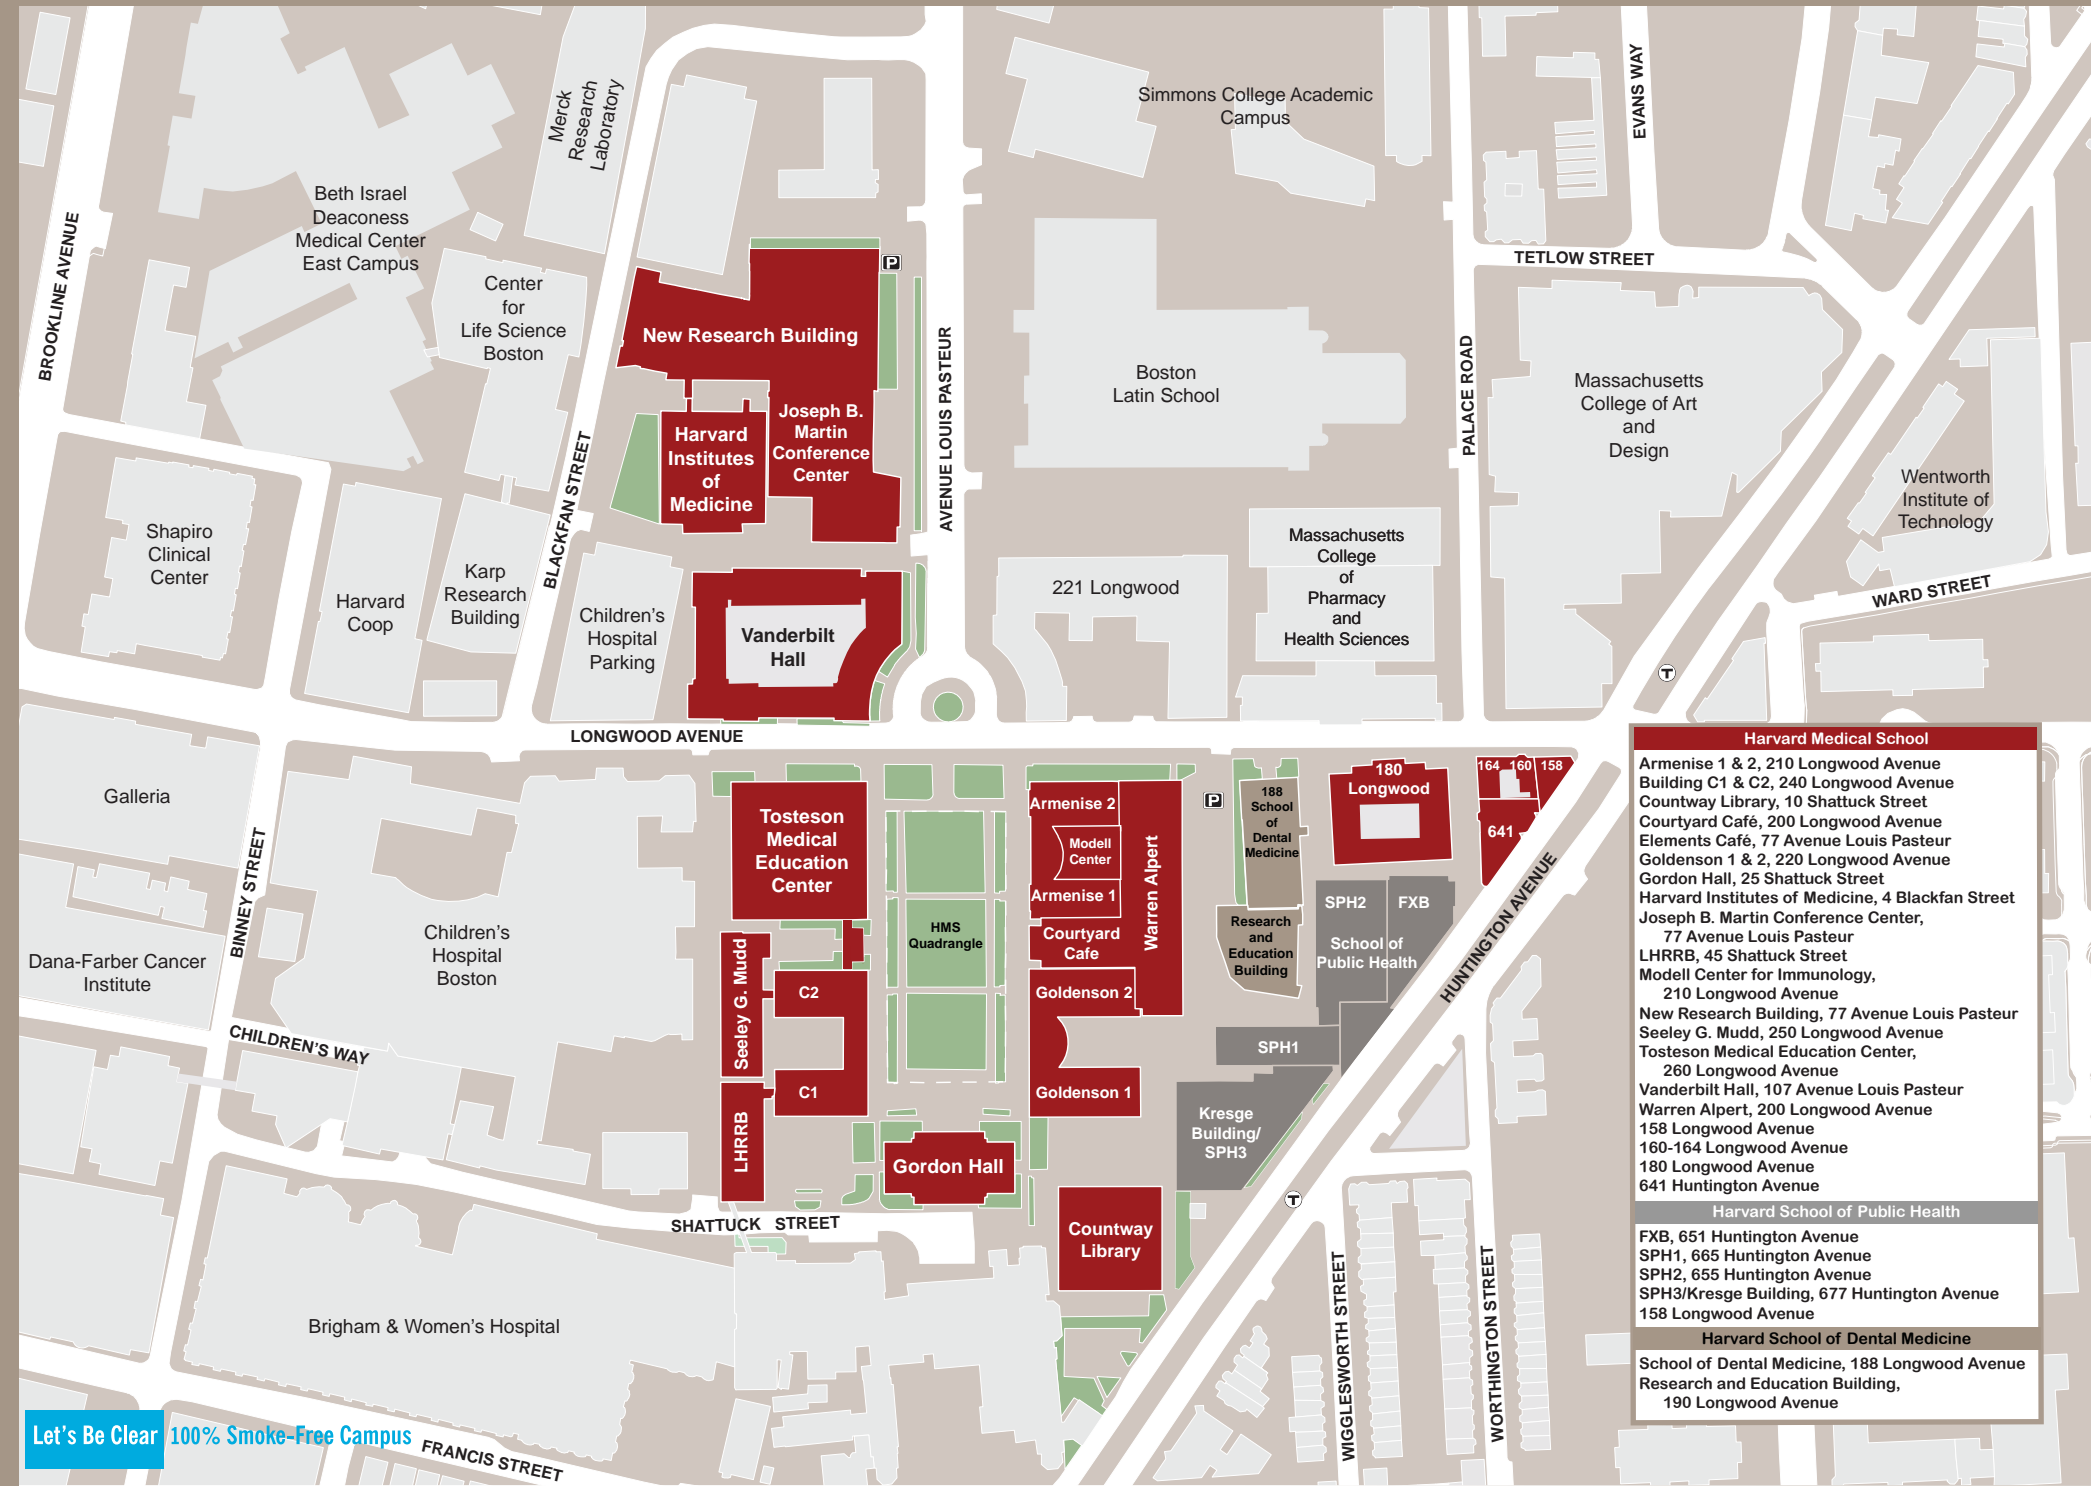 Merck
Research
Laboratory
Simmons College Academic
Campus
EVANS WAY
Beth Israel
Deaconess
Medical Center
East Campus
BROOKLINE AVENUE
Center
for
Life Science
Boston
TETLOW STREET
P
New Research Building
AVENUE LOUIS PASTEUR
Boston
Latin School
PALACE ROAD
Massachusetts
College of Art
and
Design
Joseph B.
Martin
Conference
Center
Harvard
Institutes
of
Medicine
BLACKFAN STREET
Wentworth
Institute of
Technology
Shapiro
Clinical
Center
Harvard
Coop
Karp
Research
Building
Children's
Hospital
Parking
Vanderbilt
Hall
221 Longwood
Massachusetts
College
of
Pharmacy
and
Health Sciences
WARD STREET
T
LONGWOOD AVENUE
Galleria
BINNEY STREET
Tosteson
Medical
Education
Center
Armenise 2
Modell
Center
Armenise 1
Warren Alpert
Courtyard
Cafe
P
188
School
of
Dental
Medicine
180
Longwood
164 160 158
641
HUNTINGTON AVENUE
SPH2 FXB
School of
Public Health
Research
and
Education
Building
HMS
Quadrangle
Children's
Hospital
Boston
Dana-Farber Cancer
Institute
CHILDREN'S WAY
Seeley G. Mudd
C2
C1
LHRRB
Goldenson 2
Goldenson 1
SPH1
Kresge
Building/
SPH3
Gordon Hall
T
SHATTUCK STREET
Countway
Library
Brigham & Women's Hospital
WIGGLESWORTH STREET
WORTHINGTON STREET
FRANCIS STREET
Let's Be Clear 100% Smoke-Free Campus
Harvard Medical School
Armenise 1 & 2, 210 Longwood Avenue
Building C1 & C2, 240 Longwood Avenue
Countway Library, 10 Shattuck Street
Courtyard Café, 200 Longwood Avenue
Elements Café, 77 Avenue Louis Pasteur
Goldenson 1 & 2, 220 Longwood Avenue
Gordon Hall, 25 Shattuck Street
Harvard Institutes of Medicine, 4 Blackfan Street
Joseph B. Martin Conference Center,
77 Avenue Louis Pasteur
LHRRB, 45 Shattuck Street
Modell Center for Immunology,
210 Longwood Avenue
New Research Building, 77 Avenue Louis Pasteur
Seeley G. Mudd, 250 Longwood Avenue
Tosteson Medical Education Center,
260 Longwood Avenue
Vanderbilt Hall, 107 Avenue Louis Pasteur
Warren Alpert, 200 Longwood Avenue
158 Longwood Avenue
160-164 Longwood Avenue
180 Longwood Avenue
641 Huntington Avenue
Harvard School of Public Health
FXB, 651 Huntington Avenue
SPH1, 665 Huntington Avenue
SPH2, 655 Huntington Avenue
SPH3/Kresge Building, 677 Huntington Avenue
158 Longwood Avenue
Harvard School of Dental Medicine
School of Dental Medicine, 188 Longwood Avenue
Research and Education Building,
190 Longwood Avenue